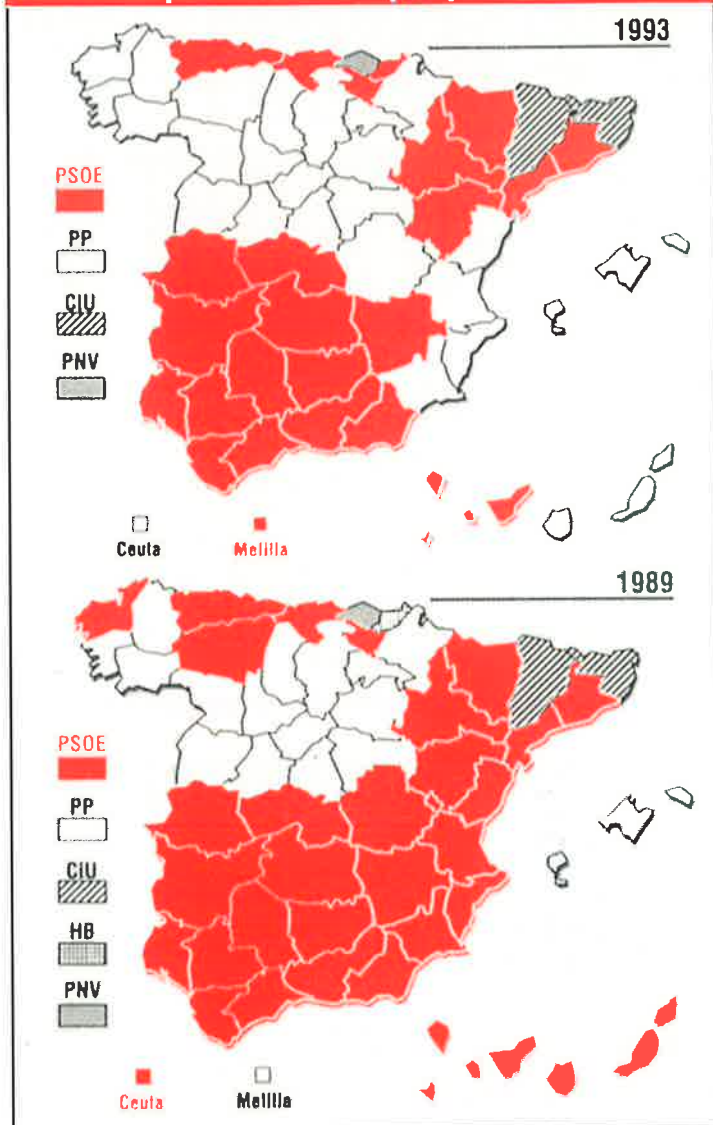 1993
PSOE
PP
CIU
PNV
Ceuta
Melilla
1989
PSOE
PP
CIU
HB
PNV
Ceuta
Melilla